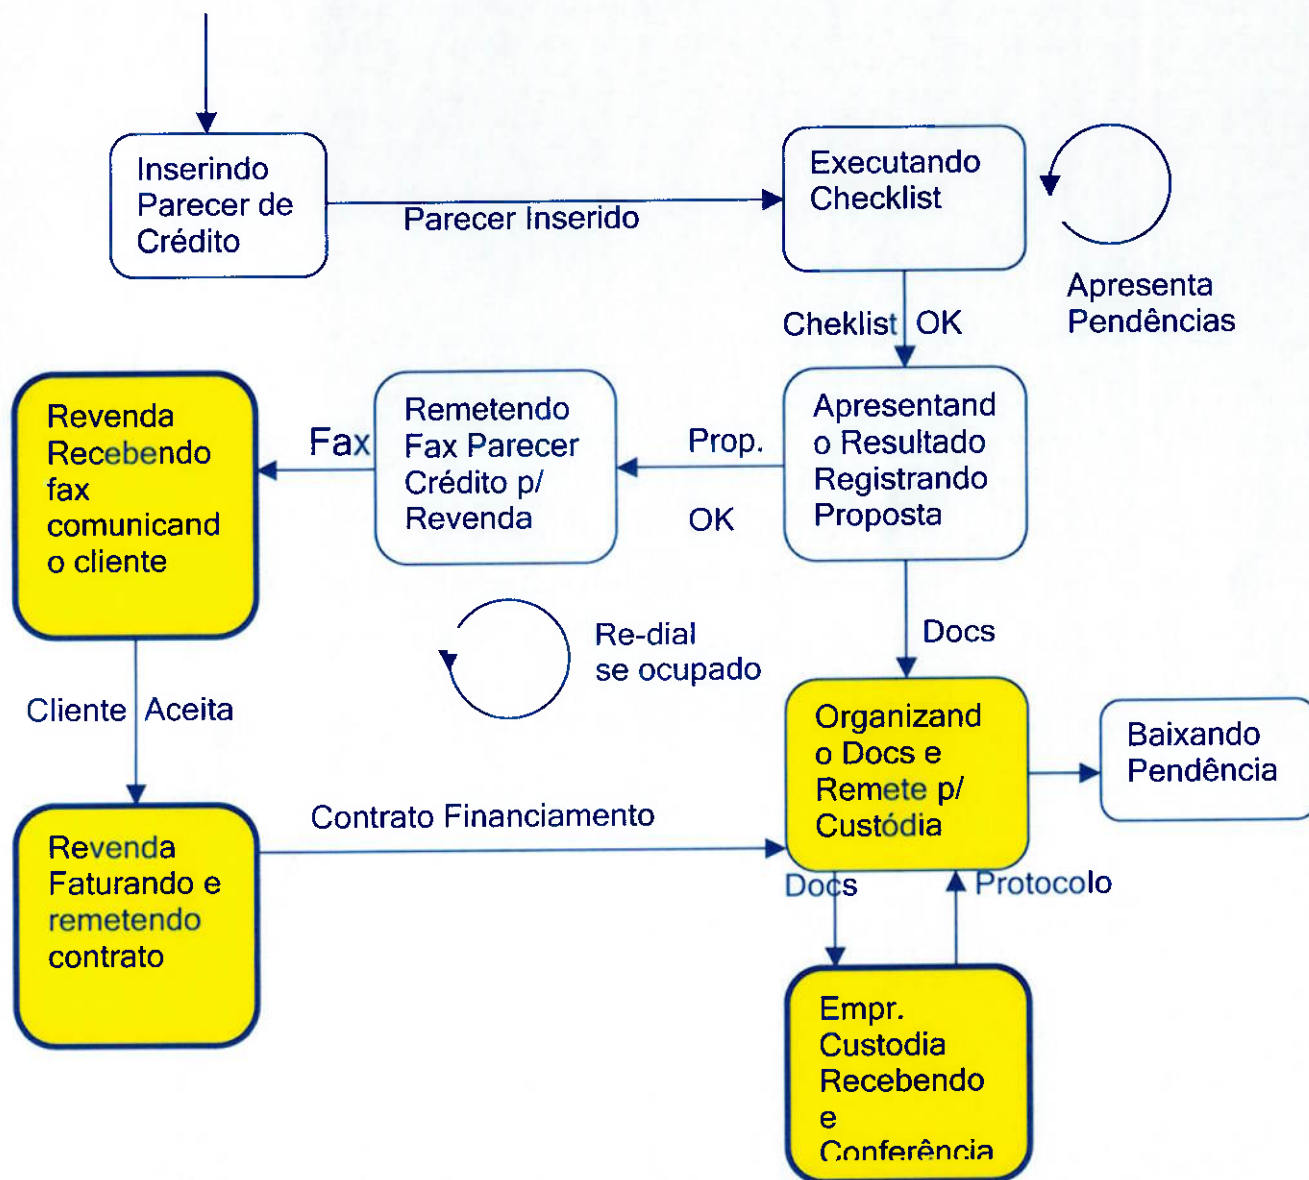 Inserindo
Parecer de
Crédito
Parecer Inserido
Executando
Checklist
Apresenta
Pendências
Cheklist OK
Revenda
Recebendo
fax
comunicand
o cliente
Fax
Remetendo
Fax Parecer
Crédito p/
Revenda
Prop.
OK
Apresentand
o Resultado
Registrando
Proposta
Re-dial
se ocupado
Docs
Cliente Aceita
Organizand
o Docs e
Remete p/
Custódia
Baixando
Pendência
Contrato Financiamento
Revenda
Faturando e
remetendo
contrato
Docs
Protocolo
Empr.
Custodia
Recebendo
e
Conferência